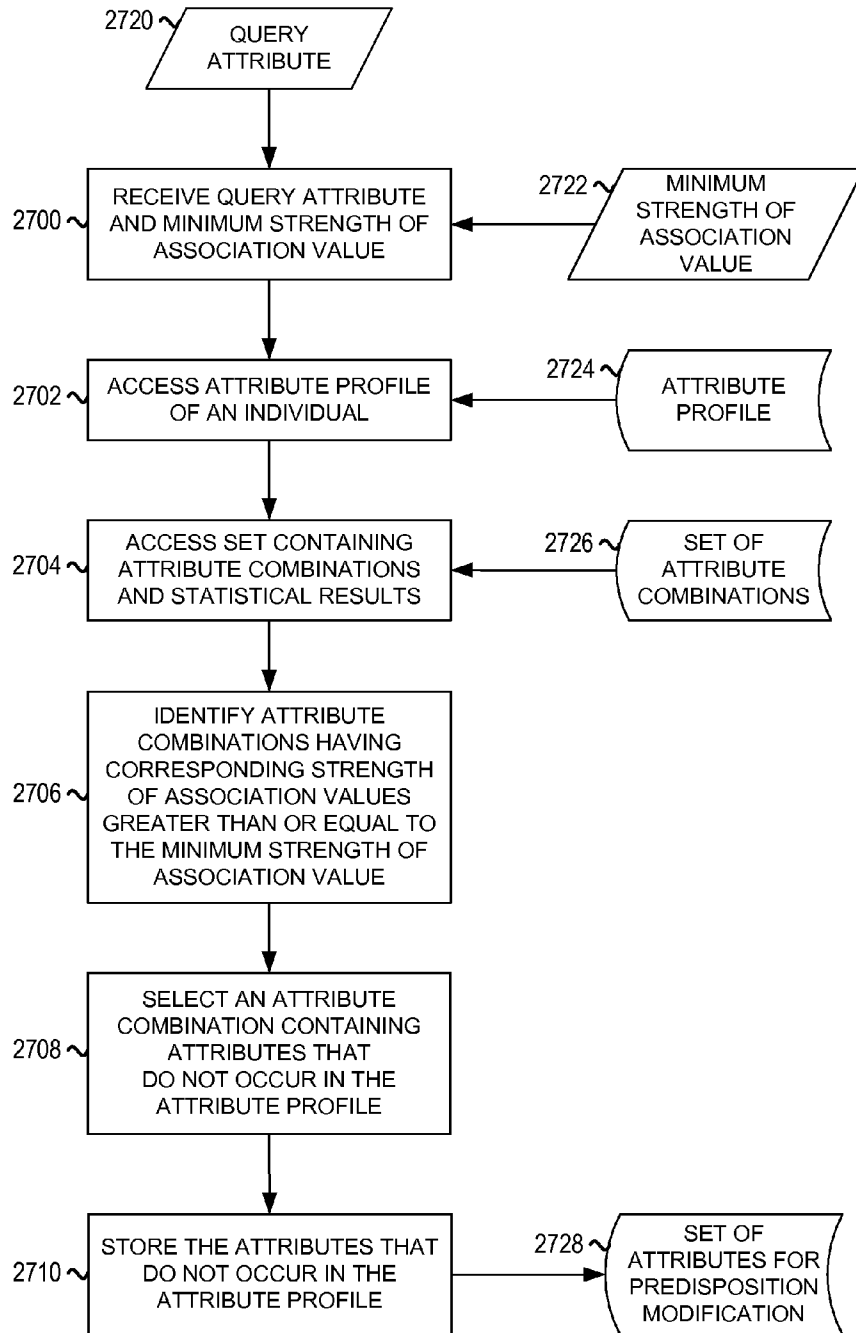 2720
QUERY
ATTRIBUTE
2700
RECEIVE QUERY ATTRIBUTE
AND MINIMUM STRENGTH OF
ASSOCIATION VALUE
2722
MINIMUM
STRENGTH OF
ASSOCIATION
VALUE
2702
ACCESS ATTRIBUTE PROFILE
OF AN INDIVIDUAL
2724
ATTRIBUTE
PROFILE
2704
ACCESS SET CONTAINING
ATTRIBUTE COMBINATIONS
AND STATISTICAL RESULTS
2726
SET OF
ATTRIBUTE
COMBINATIONS
2706
IDENTIFY ATTRIBUTE
COMBINATIONS HAVING
CORRESPONDING STRENGTH
OF ASSOCIATION VALUES
GREATER THAN OR EQUAL TO
THE MINIMUM STRENGTH OF
ASSOCIATION VALUE
2708
SELECT AN ATTRIBUTE
COMBINATION CONTAINING
ATTRIBUTES THAT
DO NOT OCCUR IN THE
ATTRIBUTE PROFILE
2710
STORE THE ATTRIBUTES THAT
DO NOT OCCUR IN THE
ATTRIBUTE PROFILE
2728
SET OF
ATTRIBUTES FOR
PREDISPOSITION
MODIFICATION